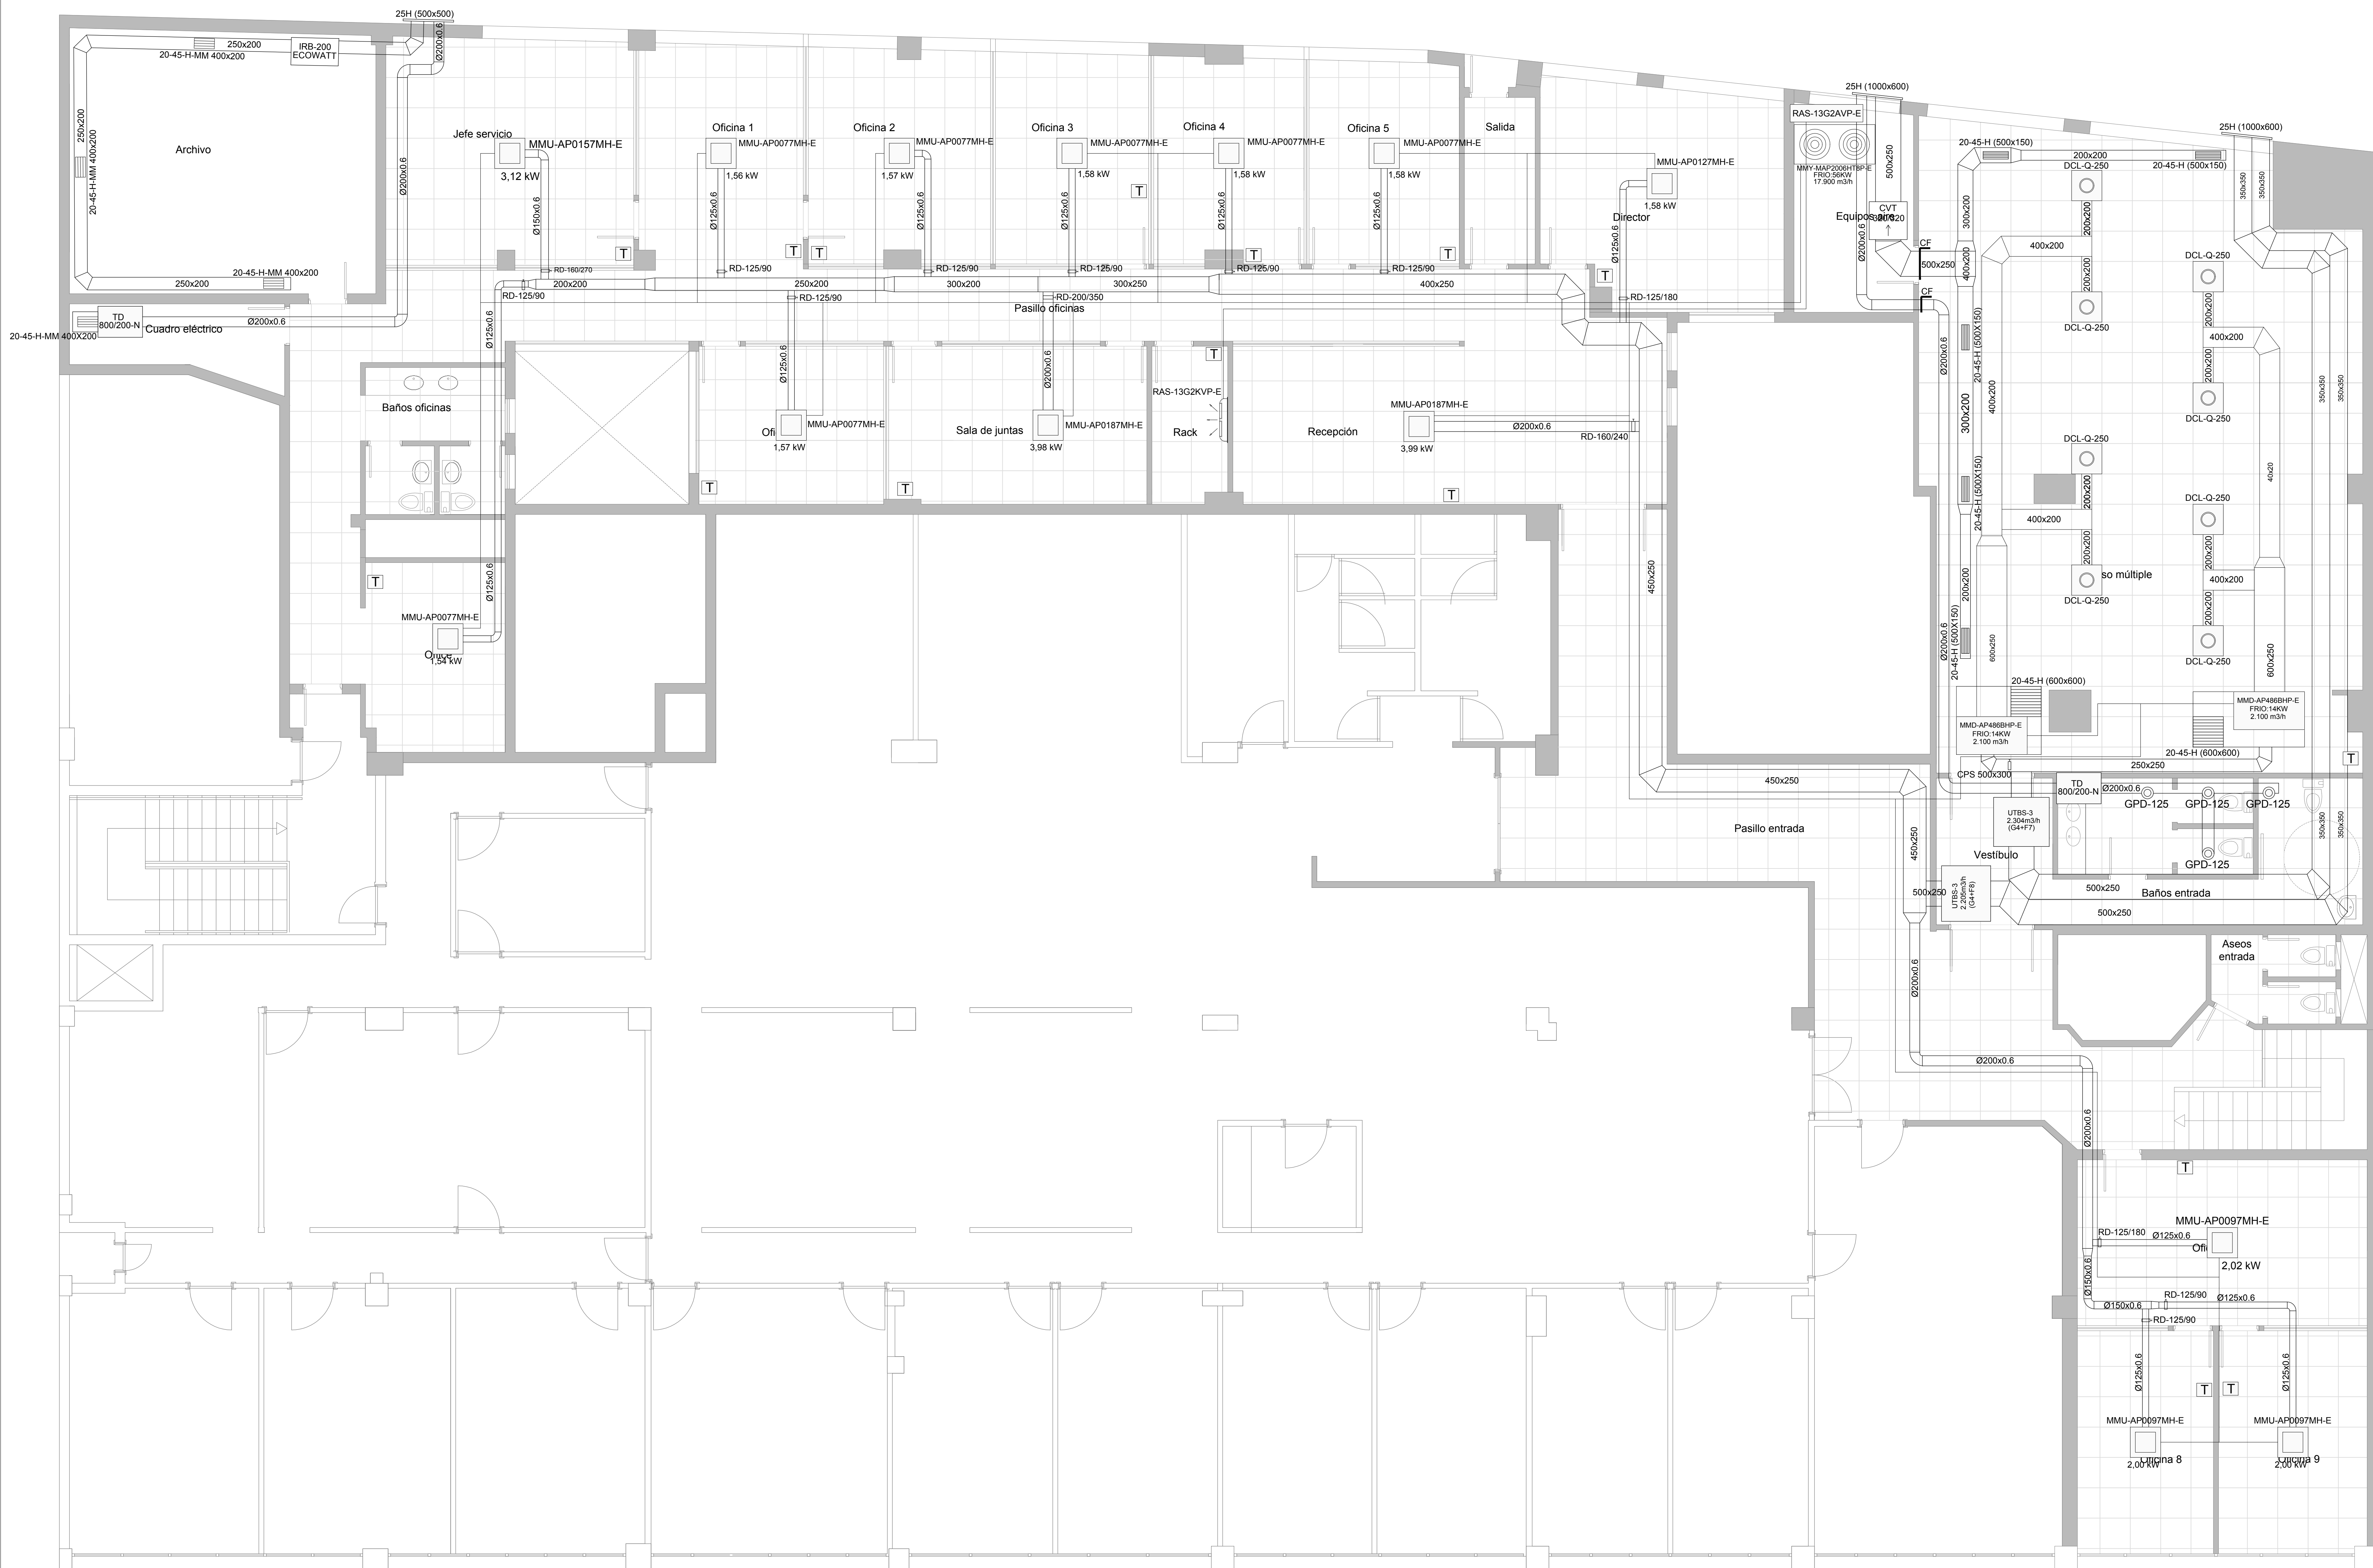 25H (500x500)
Ø200x0.6
250x200
20-45-H-MM 400x200
IRB-200
ECOWATT
250x200
20-45-H-MM 400x200
Archivo
20-45-H-MM 400x200
250x200
Ø200x0.6
TD
800/200-N
Cuadro eléctrico
Ø200x0.6
20-45-H-MM 400X200
Jefe servicio
MMU-AP0157MH-E
3,12 kW
Ø150x0.6
T
RD-160/270
RD-125/90
200x200
Ø125x0.6
Oficina 1
MMU-AP0077MH-E
1,56 kW
Ø125x0.6
T
RD-125/90
250x200
Oficina 2
MMU-AP0077MH-E
1,57 kW
Ø125x0.6
T
RD-125/90
300x200
Oficina 3
MMU-AP0077MH-E
1,58 kW
Ø125x0.6
T
RD-125/90
300x250
Oficina 4
MMU-AP0077MH-E
1,58 kW
Ø125x0.6
T
RD-125/90
Oficina 5
MMU-AP0077MH-E
1,58 kW
Ø125x0.6
T
RD-125/90
400x250
Salida
MMU-AP0127MH-E
1,58 kW
Director
Ø125x0.6
T
RD-125/180
RD-125/90
RD-200/350
Pasillo oficinas
25H (1000x600)
RAS-13G2AVP-E
MMY-MAP2006HT8P-E
FRIO:56KW
17.900 m3/h
500x250
CVT
320/320
Equipos aire
Ø200x0.6
CF
500x250
CF
Ø200x0.6
25H (1000x600)
20-45-H (500x150)
200x200
20-45-H (500x150)
350x350
350x350
DCL-Q-250
300x200
200x200
400x200
400x200
200x200
DCL-Q-250
DCL-Q-250
200x200
400x200
200x200
DCL-Q-250
20-45-H (500X150)
300x200
400x200
350x350
350x350
40x20
DCL-Q-250
20-45-H (500X150)
200x200
400x200
200x200
DCL-Q-250
DCL-Q-250
200x200
400x200
200x200
DCL-Q-250
so múltiple
200x200
20-45-H (500X150)
Ø200x0.6
600x250
600x250
20-45-H (600x600)
MMD-AP486BHP-E
FRIO:14KW
2.100 m3/h
MMD-AP486BHP-E
FRIO:14KW
2.100 m3/h
20-45-H (600x600)
250x250
T
CPS 500x300
TD
800/200-N
Ø200x0.6
GPD-125
GPD-125
GPD-125
GPD-125
UTBS-3
2.304m3/h
(G4+F7)
350x350
350x350
Vestíbulo
UTBS-3
2.205m3/h
(G4+F8)
500x250
500x250
Baños entrada
500x250
Aseos
entrada
Baños oficinas
T
Ø125x0.6
MMU-AP0077MH-E
Office
1,54 kW
Ø125x0.6
Ofi
MMU-AP0077MH-E
1,57 kW
T
Ø200x0.6
Sala de juntas
MMU-AP0187MH-E
3,98 kW
T
T
RAS-13G2KVP-E
Rack
Recepción
MMU-AP0187MH-E
3,99 kW
Ø200x0.6
RD-160/240
T
450x250
450x250
Pasillo entrada
450x250
Ø200x0.6
Ø200x0.6
Ø200x0.6
T
MMU-AP0097MH-E
RD-125/180
Ø125x0.6
Ofi
2,02 kW
Ø150x0.6
RD-125/90
Ø150x0.6
Ø125x0.6
RD-125/90
Ø125x0.6
T
T
Ø125x0.6
MMU-AP0097MH-E
MMU-AP0097MH-E
Oficina 8
2,00 kW
Oficina 9
2,00 kW